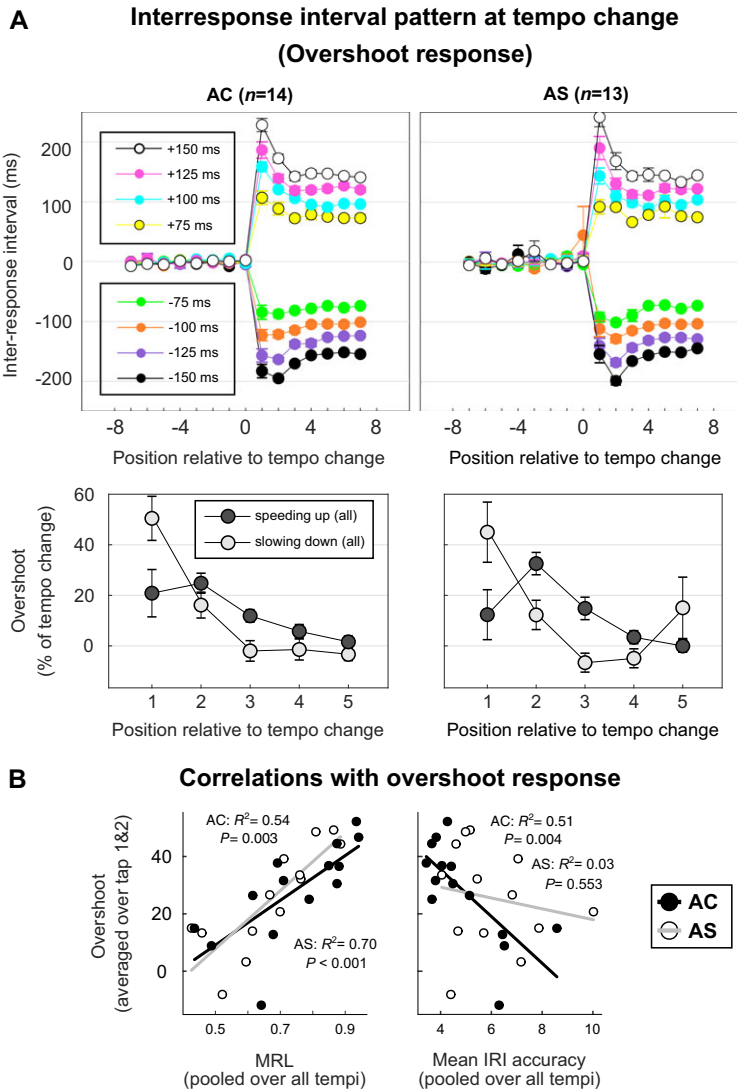 A
Interresponse interval pattern at tempo change
(Overshoot response)
AC (n=14)
AS (n=13)
Inter-response interval (ms)
200
100
0
-100
-200
+150 ms
+125 ms
+100 ms
+75 ms
-75 ms
-100 ms
-125 ms
-150 ms
-8 -4 0 4 8
-8 -4 0 4 8
Position relative to tempo change
Position relative to tempo change
Overshoot
(% of tempo change)
60
40
20
0
speeding up (all)
slowing down (all)
1 2 3 4 5
1 2 3 4 5
Position relative to tempo change
Position relative to tempo change
B
Correlations with overshoot response
Overshoot
(averaged over tap 1&2)
40
20
0
AC: R²= 0.54
P= 0.003
AS: R²= 0.70
P < 0.001
AC: R²= 0.51
P= 0.004
AS: R²= 0.03
P= 0.553
AC
AS
0.5 0.7 0.9
4 6 8 10
MRL
(pooled over all tempi)
Mean IRI accuracy
(pooled over all tempi)